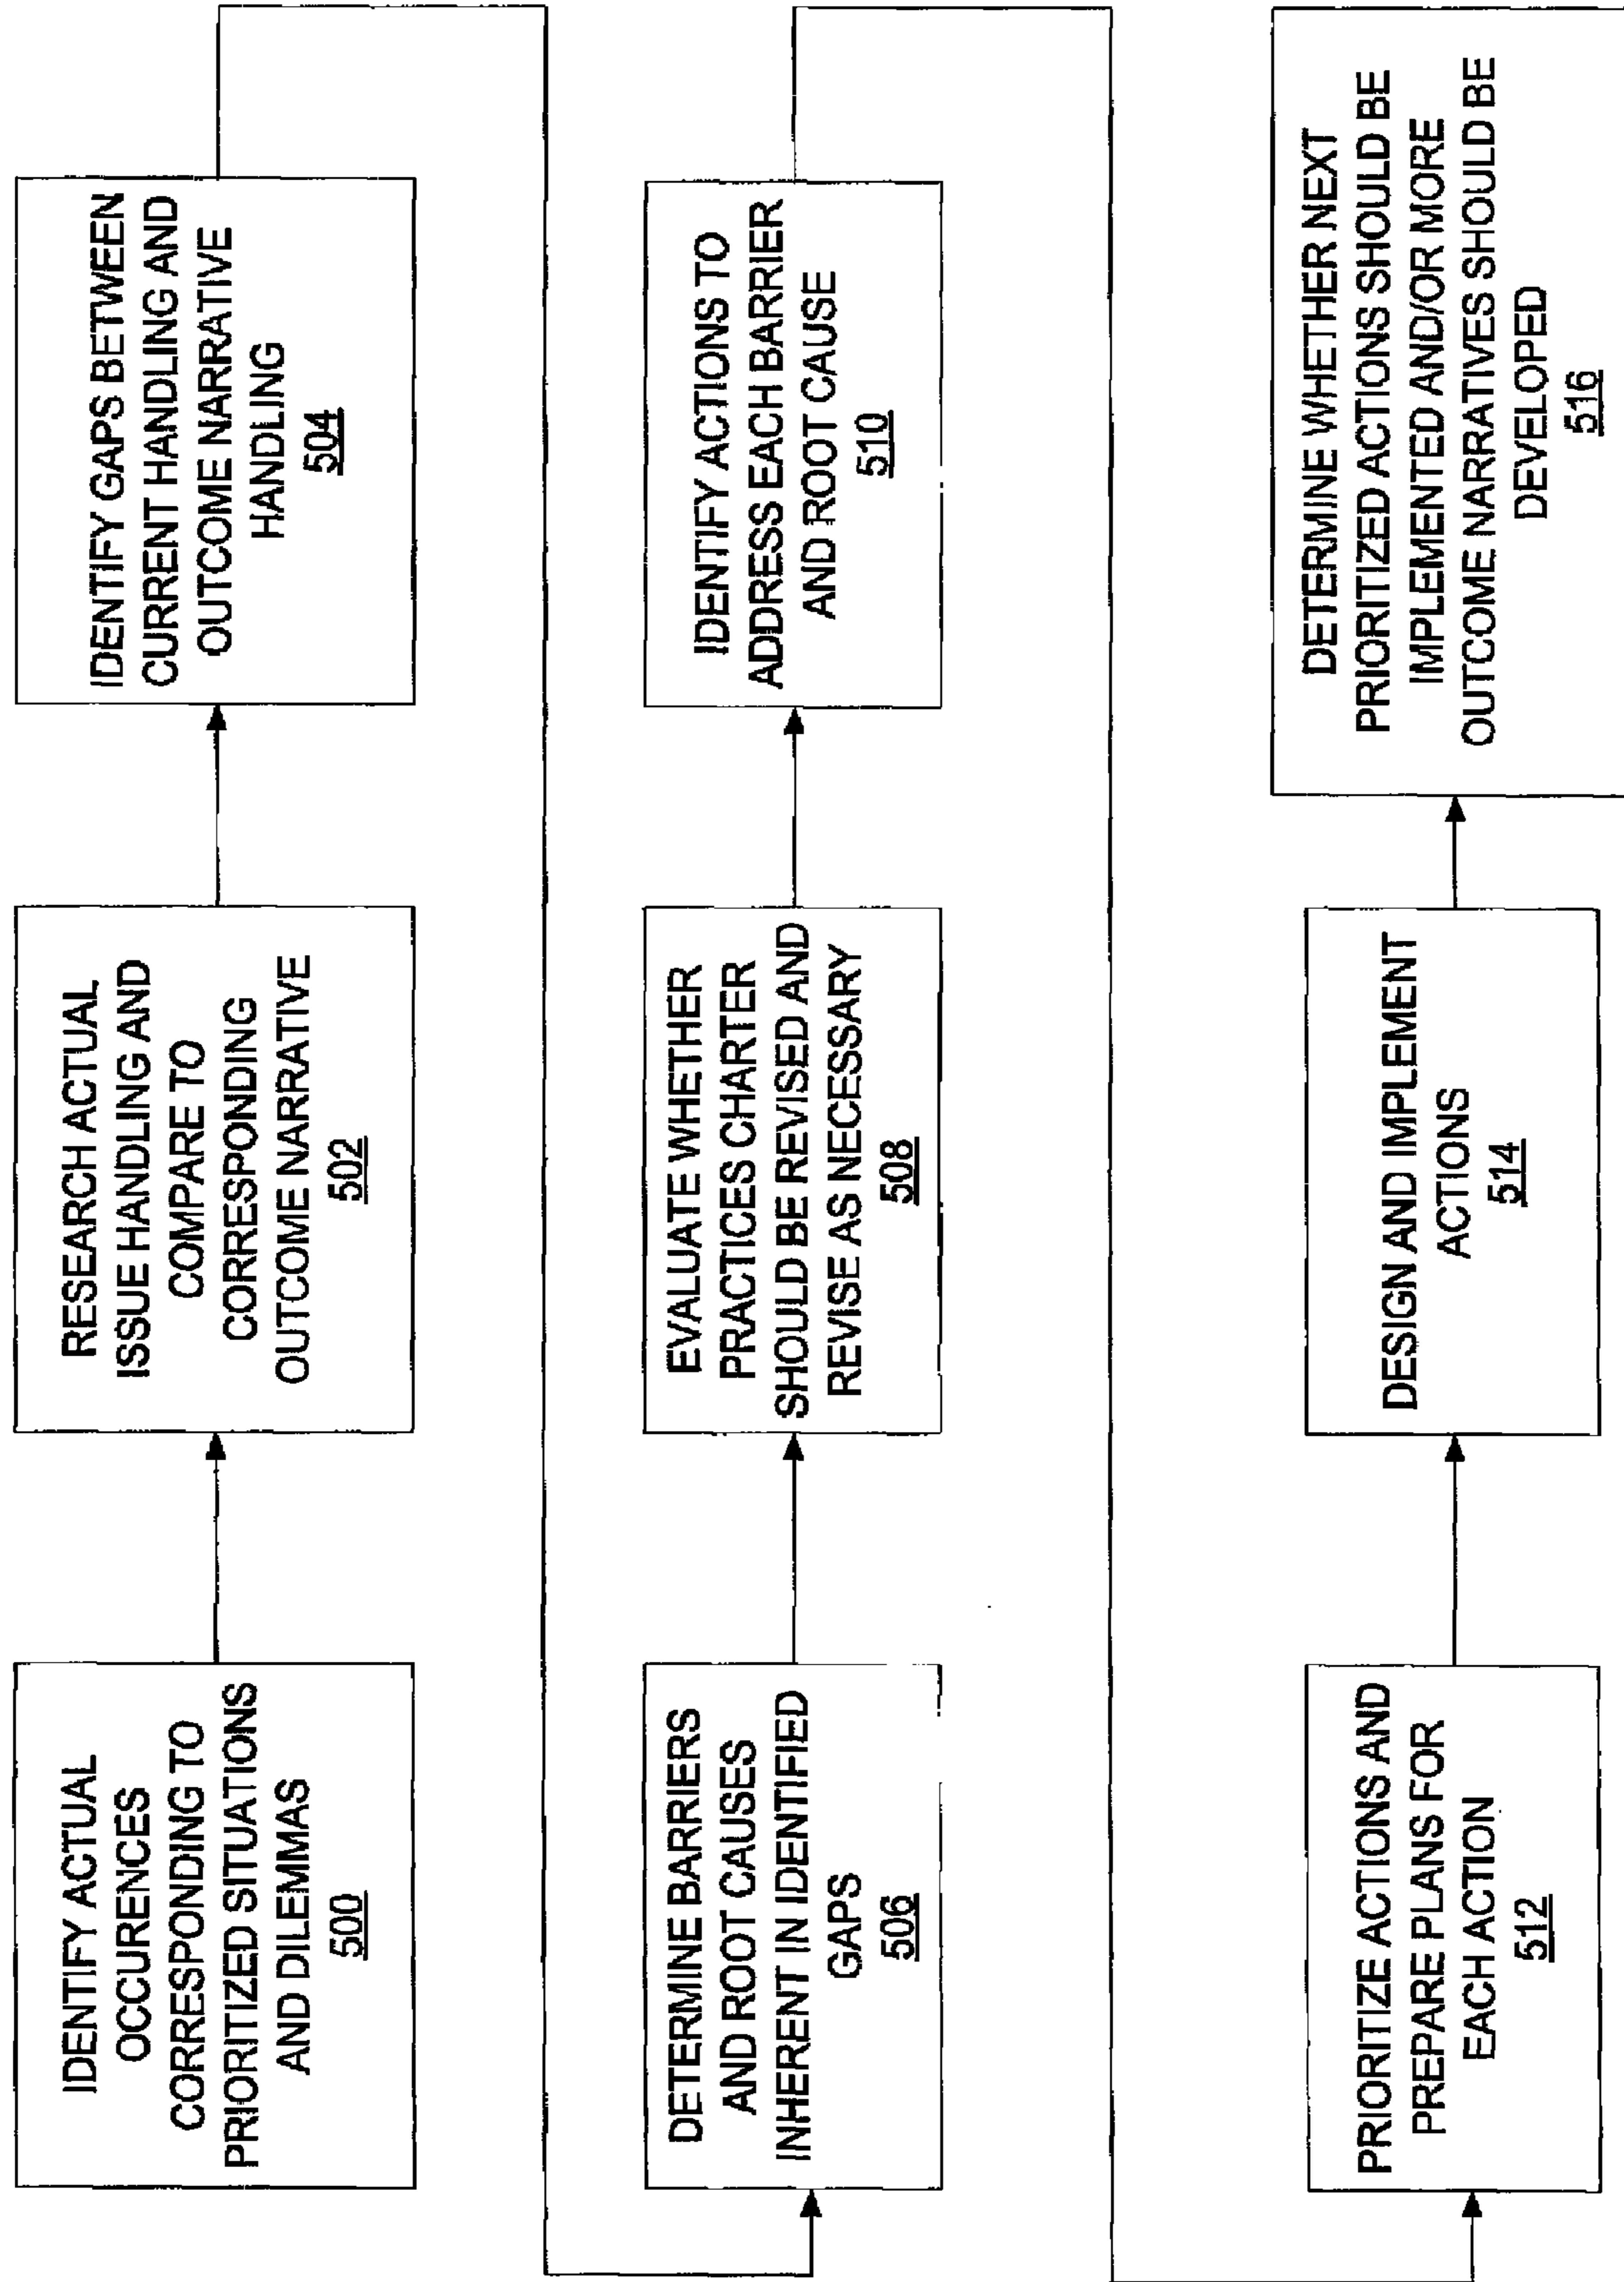 IDENTIFY ACTUAL
OCCURENCES
CORRESPONDING TO
PRIORITIZED SITUATIONS
AND DILEMMAS
500
RESEARCH ACTUAL
ISSUE HANDLING AND
COMPARE TO
CORRESPONDING
OUTCOME NARRATIVE
502
IDENTIFY GAPS BETWEEN
CURRENT HANDLING AND
OUTCOME NARRATIVE
HANDLING
504
DETERMINE BARRIERS
AND ROOT CAUSES
INHERENT IN IDENTIFIED
GAPS
506
EVALUATE WHETHER
PRACTICES CHARTER
SHOULD BE REVISED AND
REVISE AS NECESSARY
508
IDENTIFY ACTIONS TO
ADDRESS EACH BARRIER
AND ROOT CAUSE
510
PRIORITIZE ACTIONS AND
PREPARE PLANS FOR
EACH ACTION
512
DESIGN AND IMPLEMENT
ACTIONS
514
DETERMINE WHETHER NEXT
PRIORITIZED ACTIONS SHOULD BE
IMPLEMENTED AND/OR MORE
OUTCOME NARRATIVES SHOULD BE
DEVELOPED
516